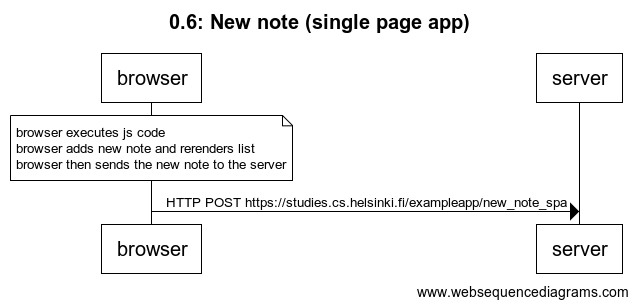 0.6: New note (single page app)
browser
server
browser executes js code
browser adds new note and rerenders list
browser then sends the new note to the server
HTTP POST https://studies.cs.helsinki.fi/exampleapp/new_note_spa
browser
server
www.websequencediagrams.com